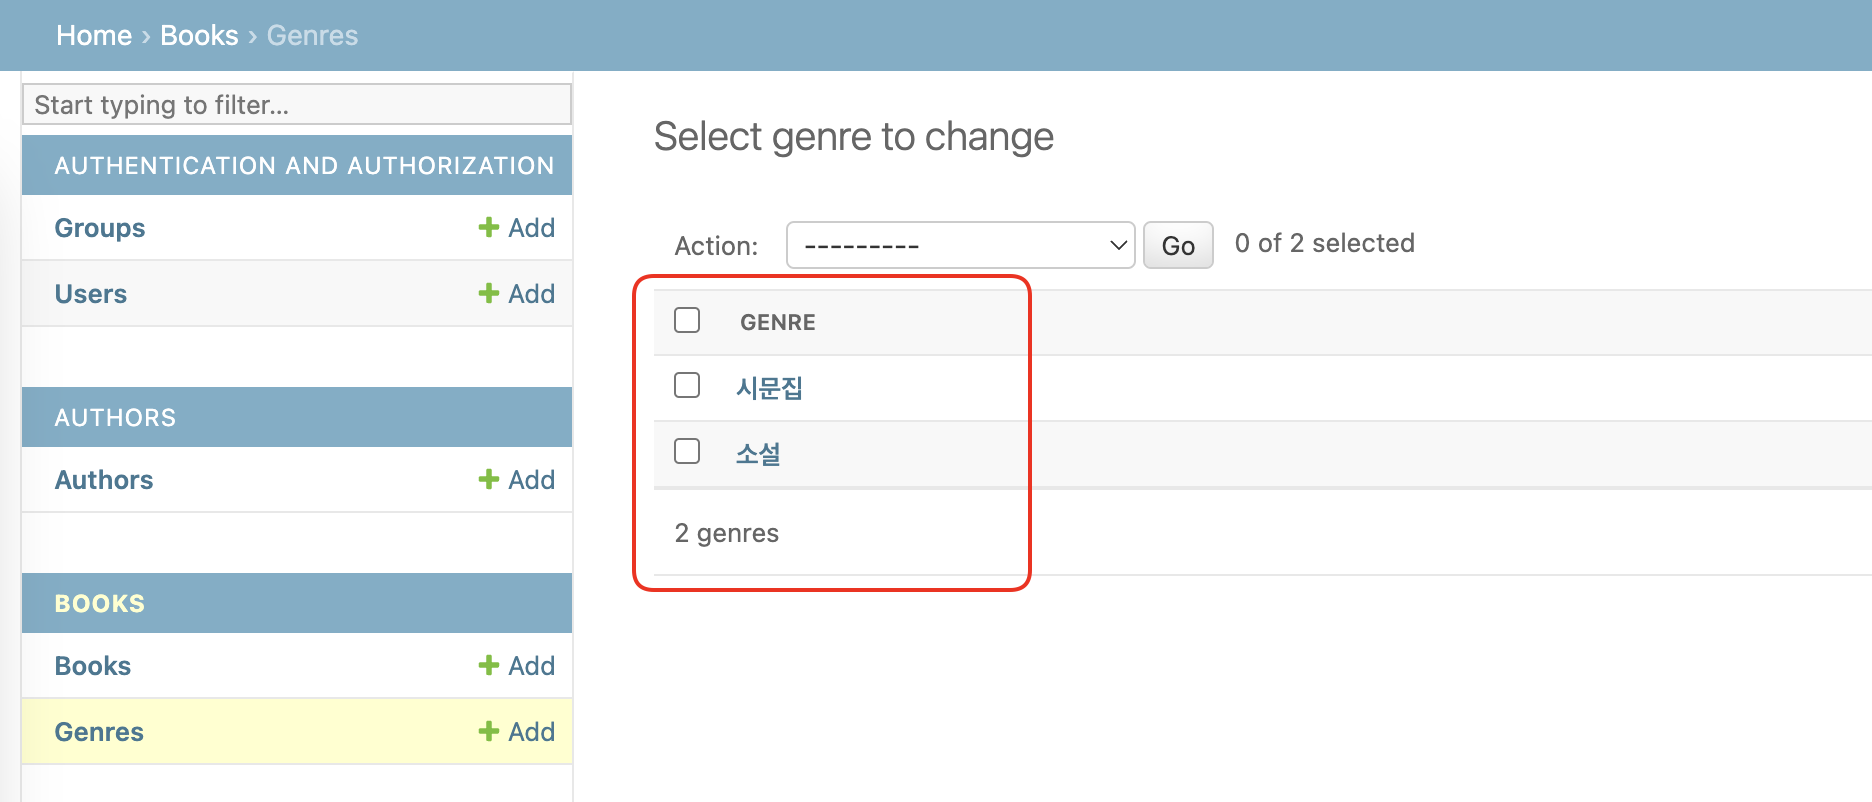 Home › Books › Genres
Start typing to filter...
AUTHENTICATION AND AUTHORIZATION
Groups + Add
Users + Add
AUTHORS
Authors + Add
BOOKS
Books + Add
Genres + Add
Select genre to change
Action: --------- Go 0 of 2 selected
GENRE
시문집
소설
2 genres